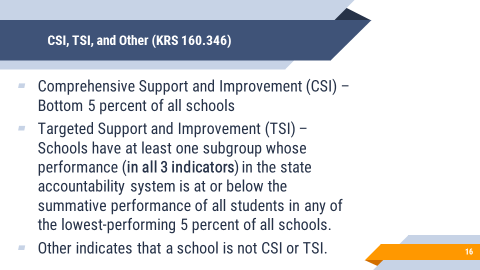 CSI, TSI, and Other (KRS 160.346)
Comprehensive Support and Improvement (CSI) –
Bottom 5 percent of all schools
Targeted Support and Improvement (TSI) –
Schools have at least one subgroup whose
performance (in all 3 indicators) in the state
accountability system is at or below the
summative performance of all students in any of
the lowest-performing 5 percent of all schools.
Other indicates that a school is not CSI or TSI.
16